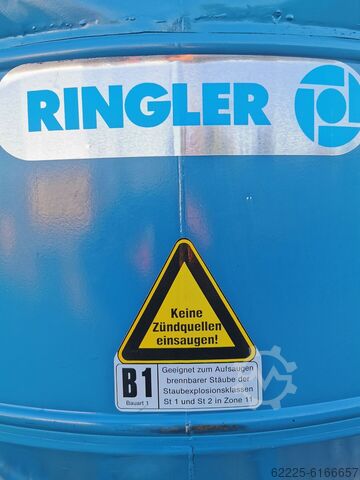 RINGLER
Keine
Zündquellen
einsaugen!
B1
Bauart 1
Geeignet zum Aufsaugen
brennbarer Stäube der
Staubexplosionsklassen
St 1 und St 2 in Zone 11
62225-6166657